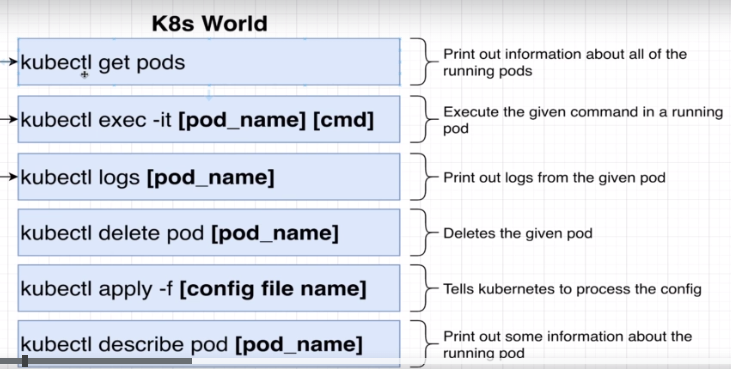 K8s World
kubectl get pods
Print out information about all of the
running pods
kubectl exec -it [pod_name] [cmd]
Execute the given command in a running
pod
kubectl logs [pod_name]
Print out logs from the given pod
kubectl delete pod [pod_name]
Deletes the given pod
kubectl apply -f [config file name]
Tells kubernetes to process the config
kubectl describe pod [pod_name]
Print out some information about the
running pod